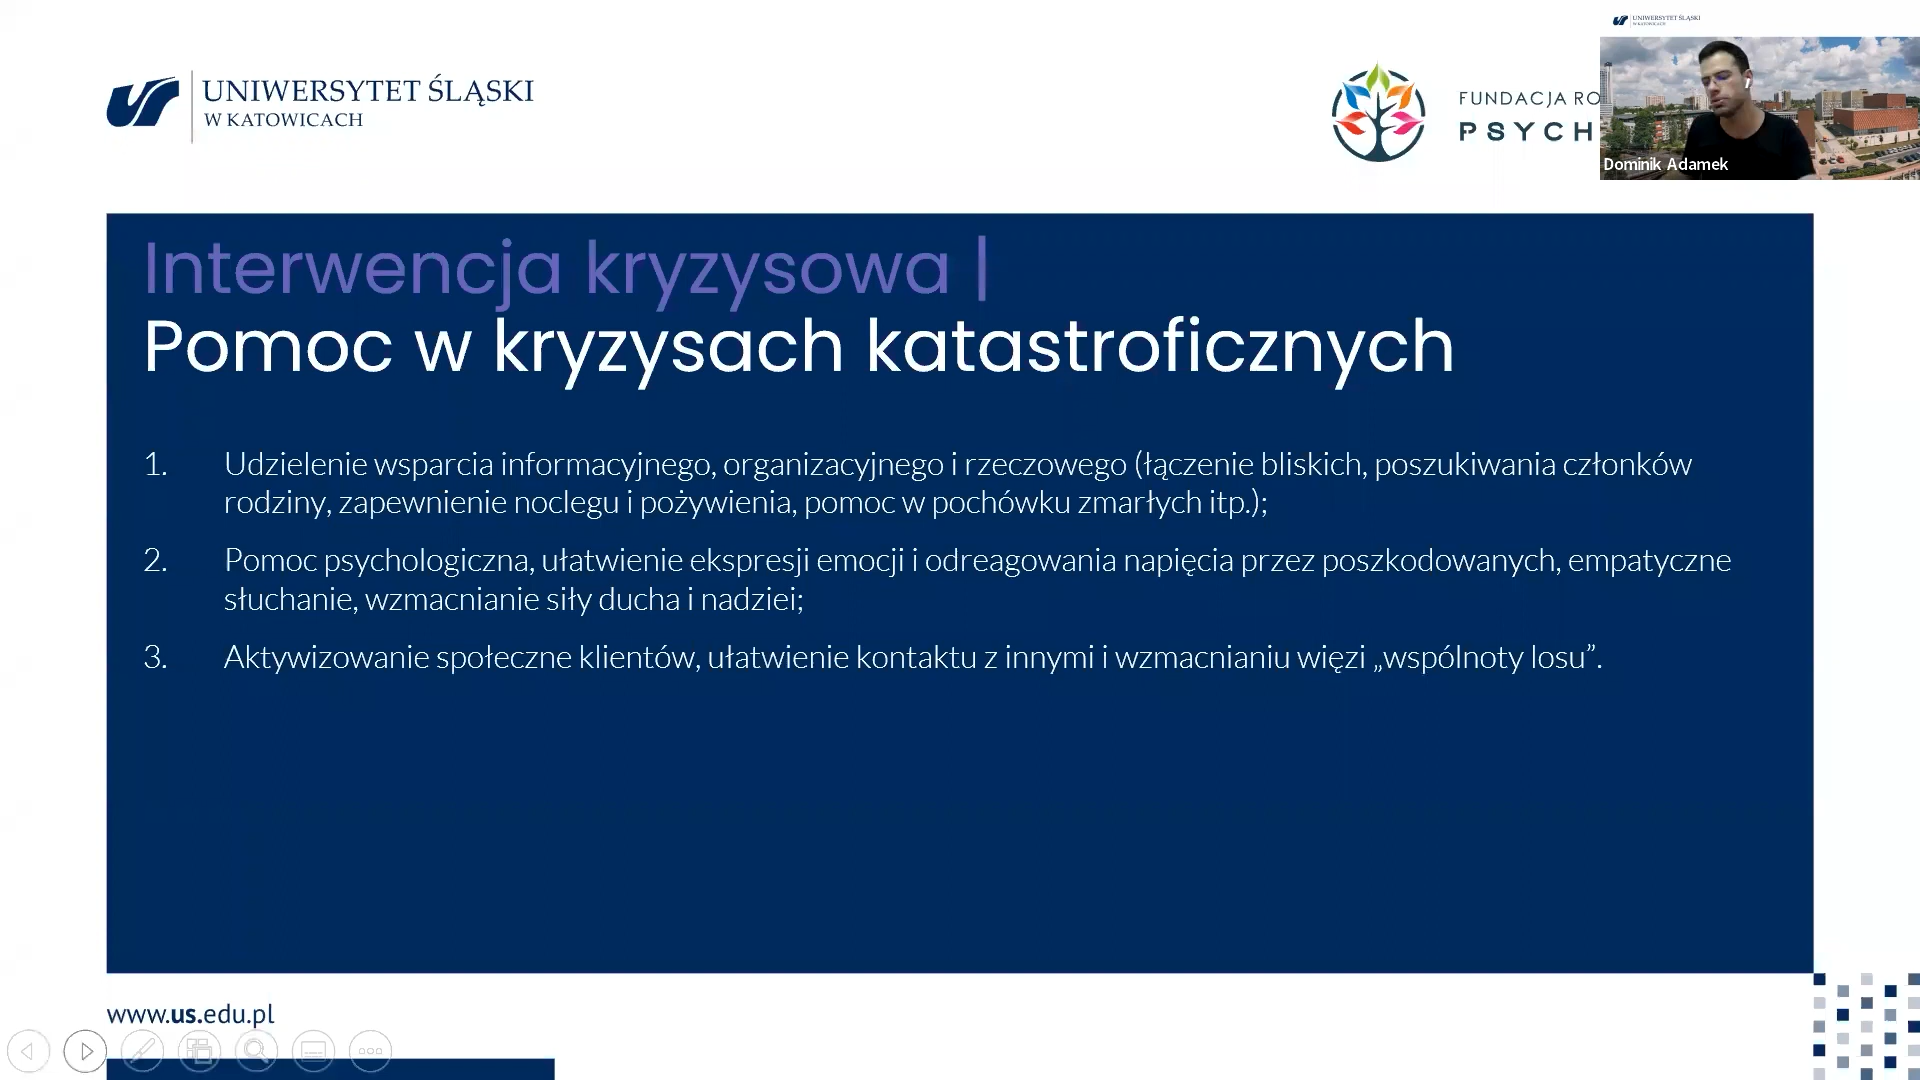 UNIWERSYTET ŚLĄSKI
W KATOWICACH
FUNDACJA RO
PSYCH
UNIWERSYTET ŚLĄSKI
W KATOWICACH
Dominik Adamek
Interwencja kryzysowa |
Pomoc w kryzysach katastroficznych
1. Udzielenie wsparcia informacyjnego, organizacyjnego i rzeczowego (łączenie bliskich, poszukiwania członków
rodziny, zapewnienie noclegu i pożywienia, pomoc w pochówku zmarłych itp.);
2. Pomoc psychologiczna, ułatwienie ekspresji emocji i odreagowania napięcia przez poszkodowanych, empatyczne
słuchanie, wzmacnianie siły ducha i nadziei;
3. Aktywizowanie społeczne klientów, ułatwienie kontaktu z innymi i wzmacnianiu więzi „wspólnoty losu”.
www.us.edu.pl